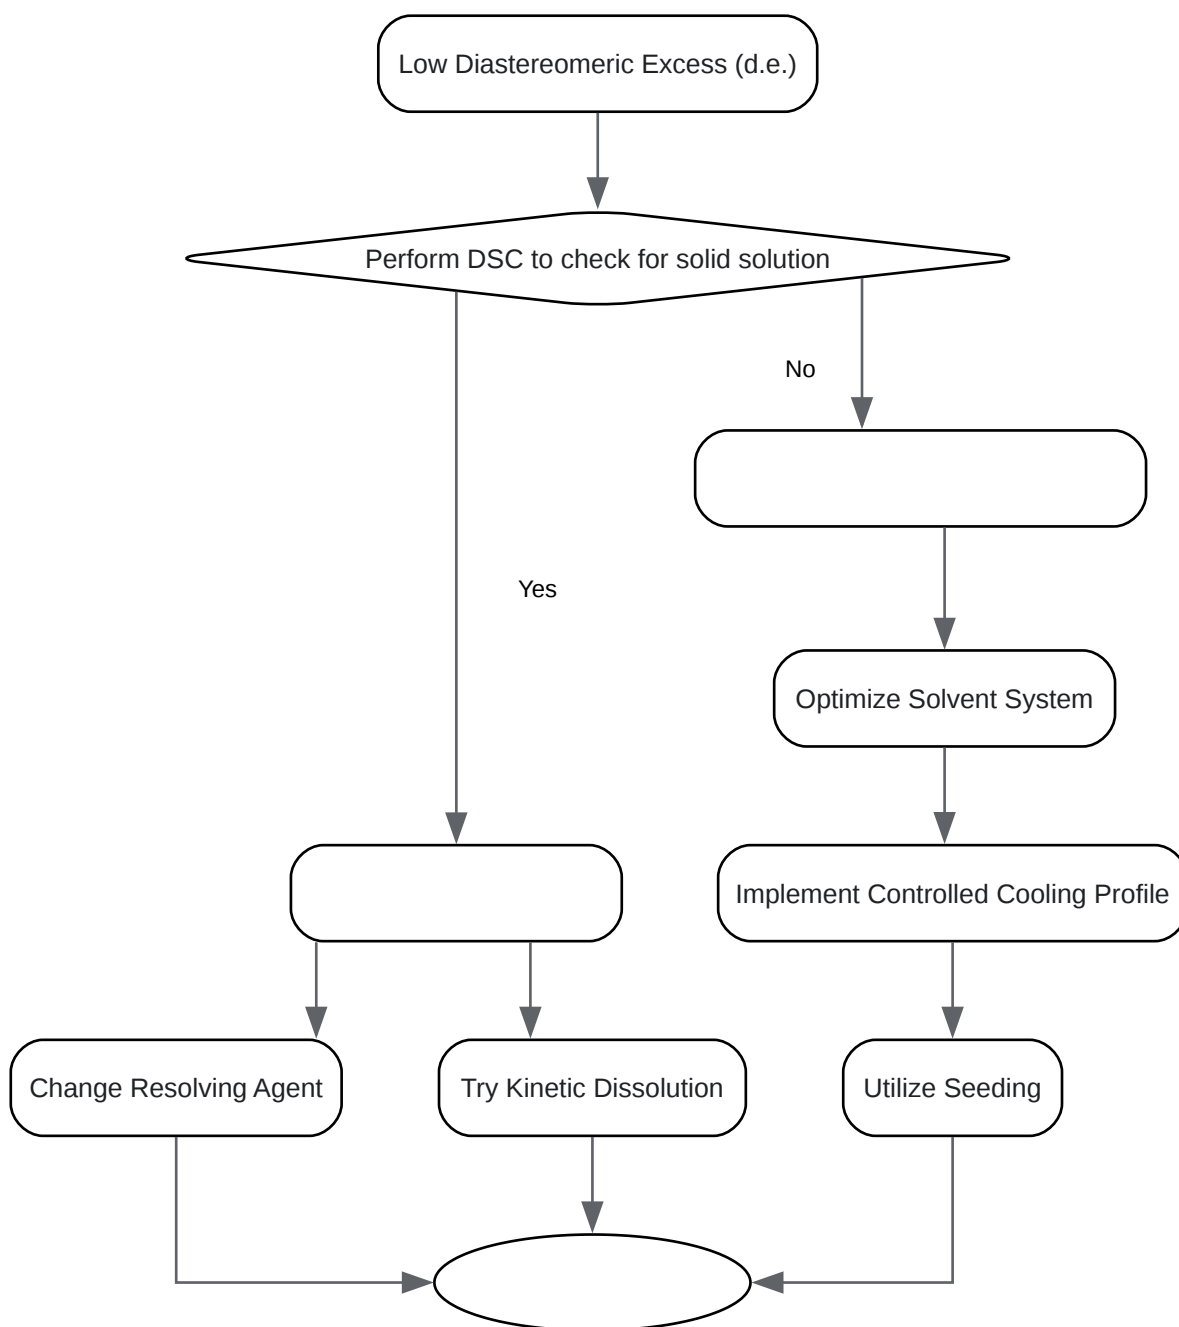 Low Diastereomeric Excess (d.e.)
Perform DSC to check for solid solution
No
Yes
Optimize Solvent System
Implement Controlled Cooling Profile
Change Resolving Agent
Try Kinetic Dissolution
Utilize Seeding